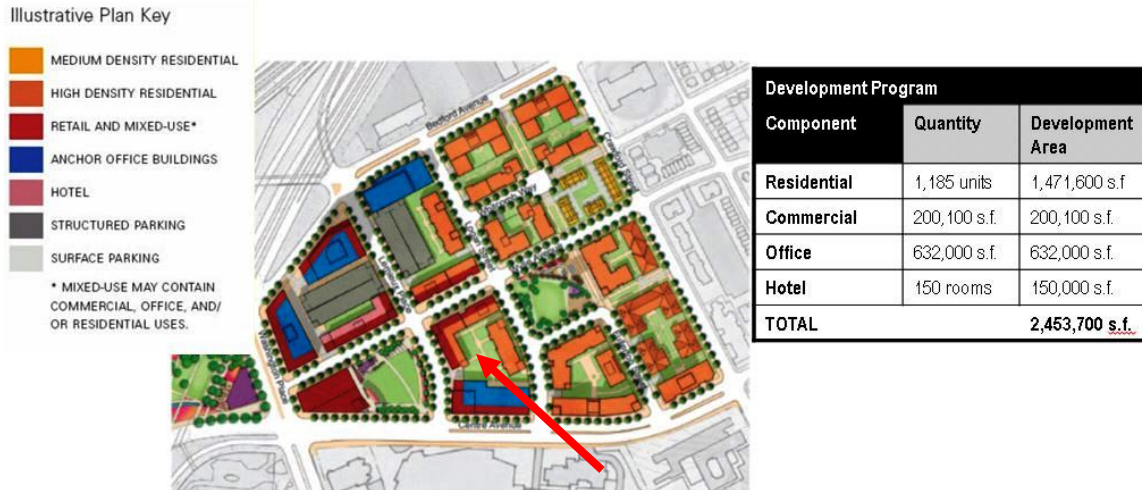 Illustrative Plan Key
MEDIUM DENSITY RESIDENTIAL
HIGH DENSITY RESIDENTIAL
RETAIL AND MIXED-USE*
ANCHOR OFFICE BUILDINGS
HOTEL
STRUCTURED PARKING
SURFACE PARKING
* MIXED-USE MAY CONTAIN
COMMERCIAL, OFFICE, AND/
OR RESIDENTIAL USES.
Bedford Avenue
Centre Avenue
Development Program
Component Quantity Development
Area
Residential 1,185 units 1,471,600 s.f
Commercial 200,100 s.f. 200,100 s.f.
Office 632,000 s.f. 632,000 s.f.
Hotel 150 rooms 150,000 s.f.
TOTAL 2,453,700 s.f.